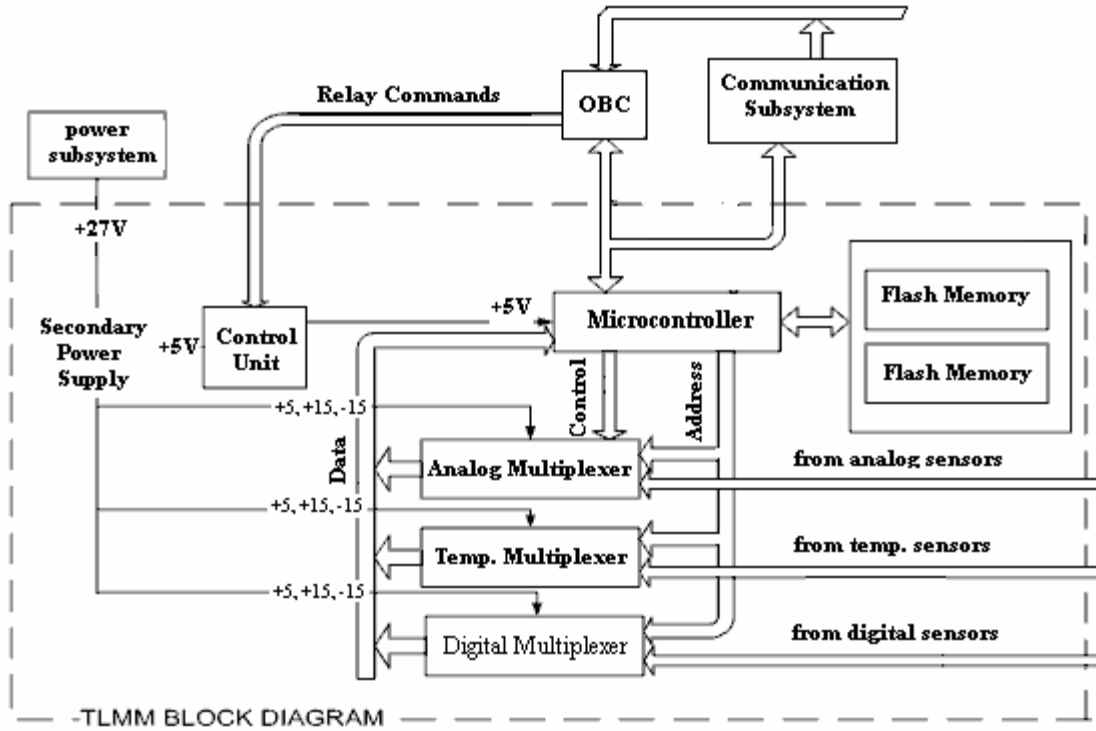 Relay Commands
OBC
Communication
Subsystem
power
subsystem
+27V
Secondary
Power
Supply
+5V
Control
Unit
+5V
Microcontroller
Flash Memory
Flash Memory
Control
Address
Data
+5, +15, -15
Analog Multiplexer
from analog sensors
+5, +15, -15
Temp. Multiplexer
from temp. sensors
+5, +15, -15
Digital Multiplexer
from digital sensors
TLMM BLOCK DIAGRAM